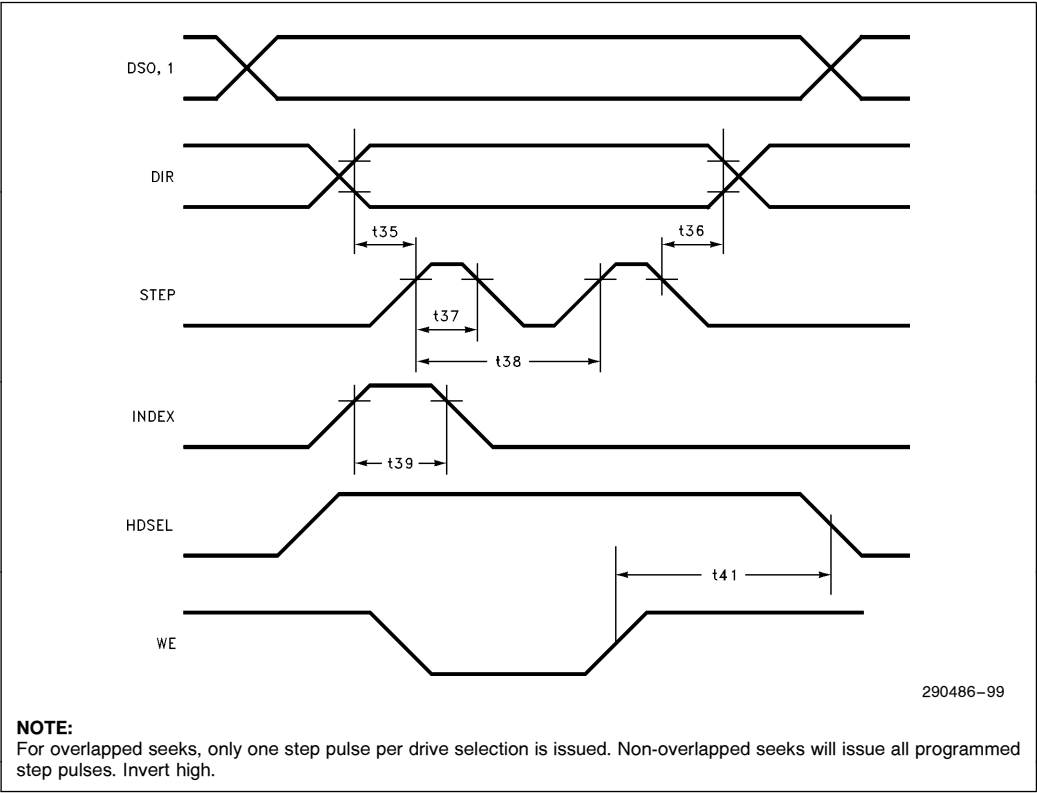 DSO, 1
DIR
t35
t36
STEP
t37
t38
INDEX
t39
HDSEL
t41
WE
290486–99
NOTE:
For overlapped seeks, only one step pulse per drive selection is issued. Non-overlapped seeks will issue all programmed
step pulses. Invert high.